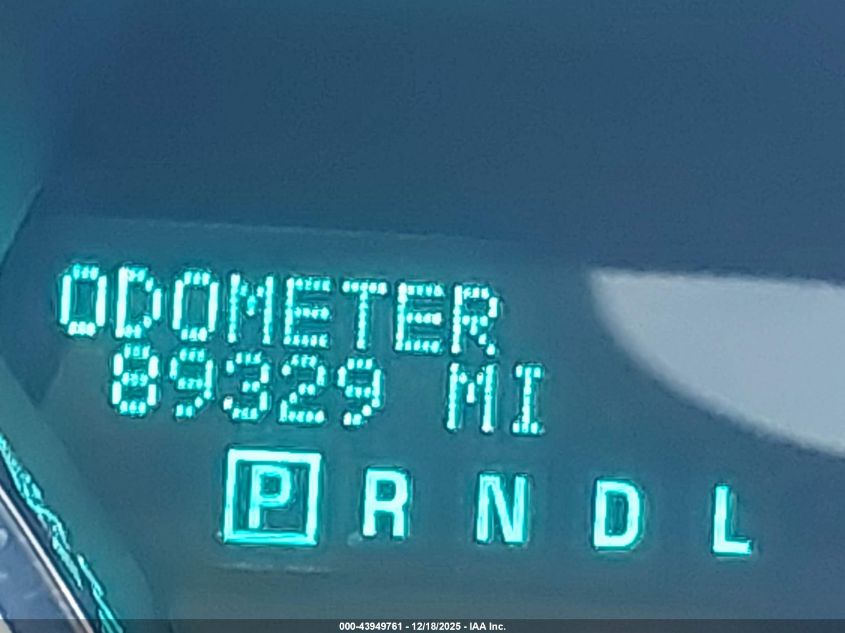 ODOMETER
89329 MI
P R N D L
000-43949761 - 12/18/2025 - IAA Inc.